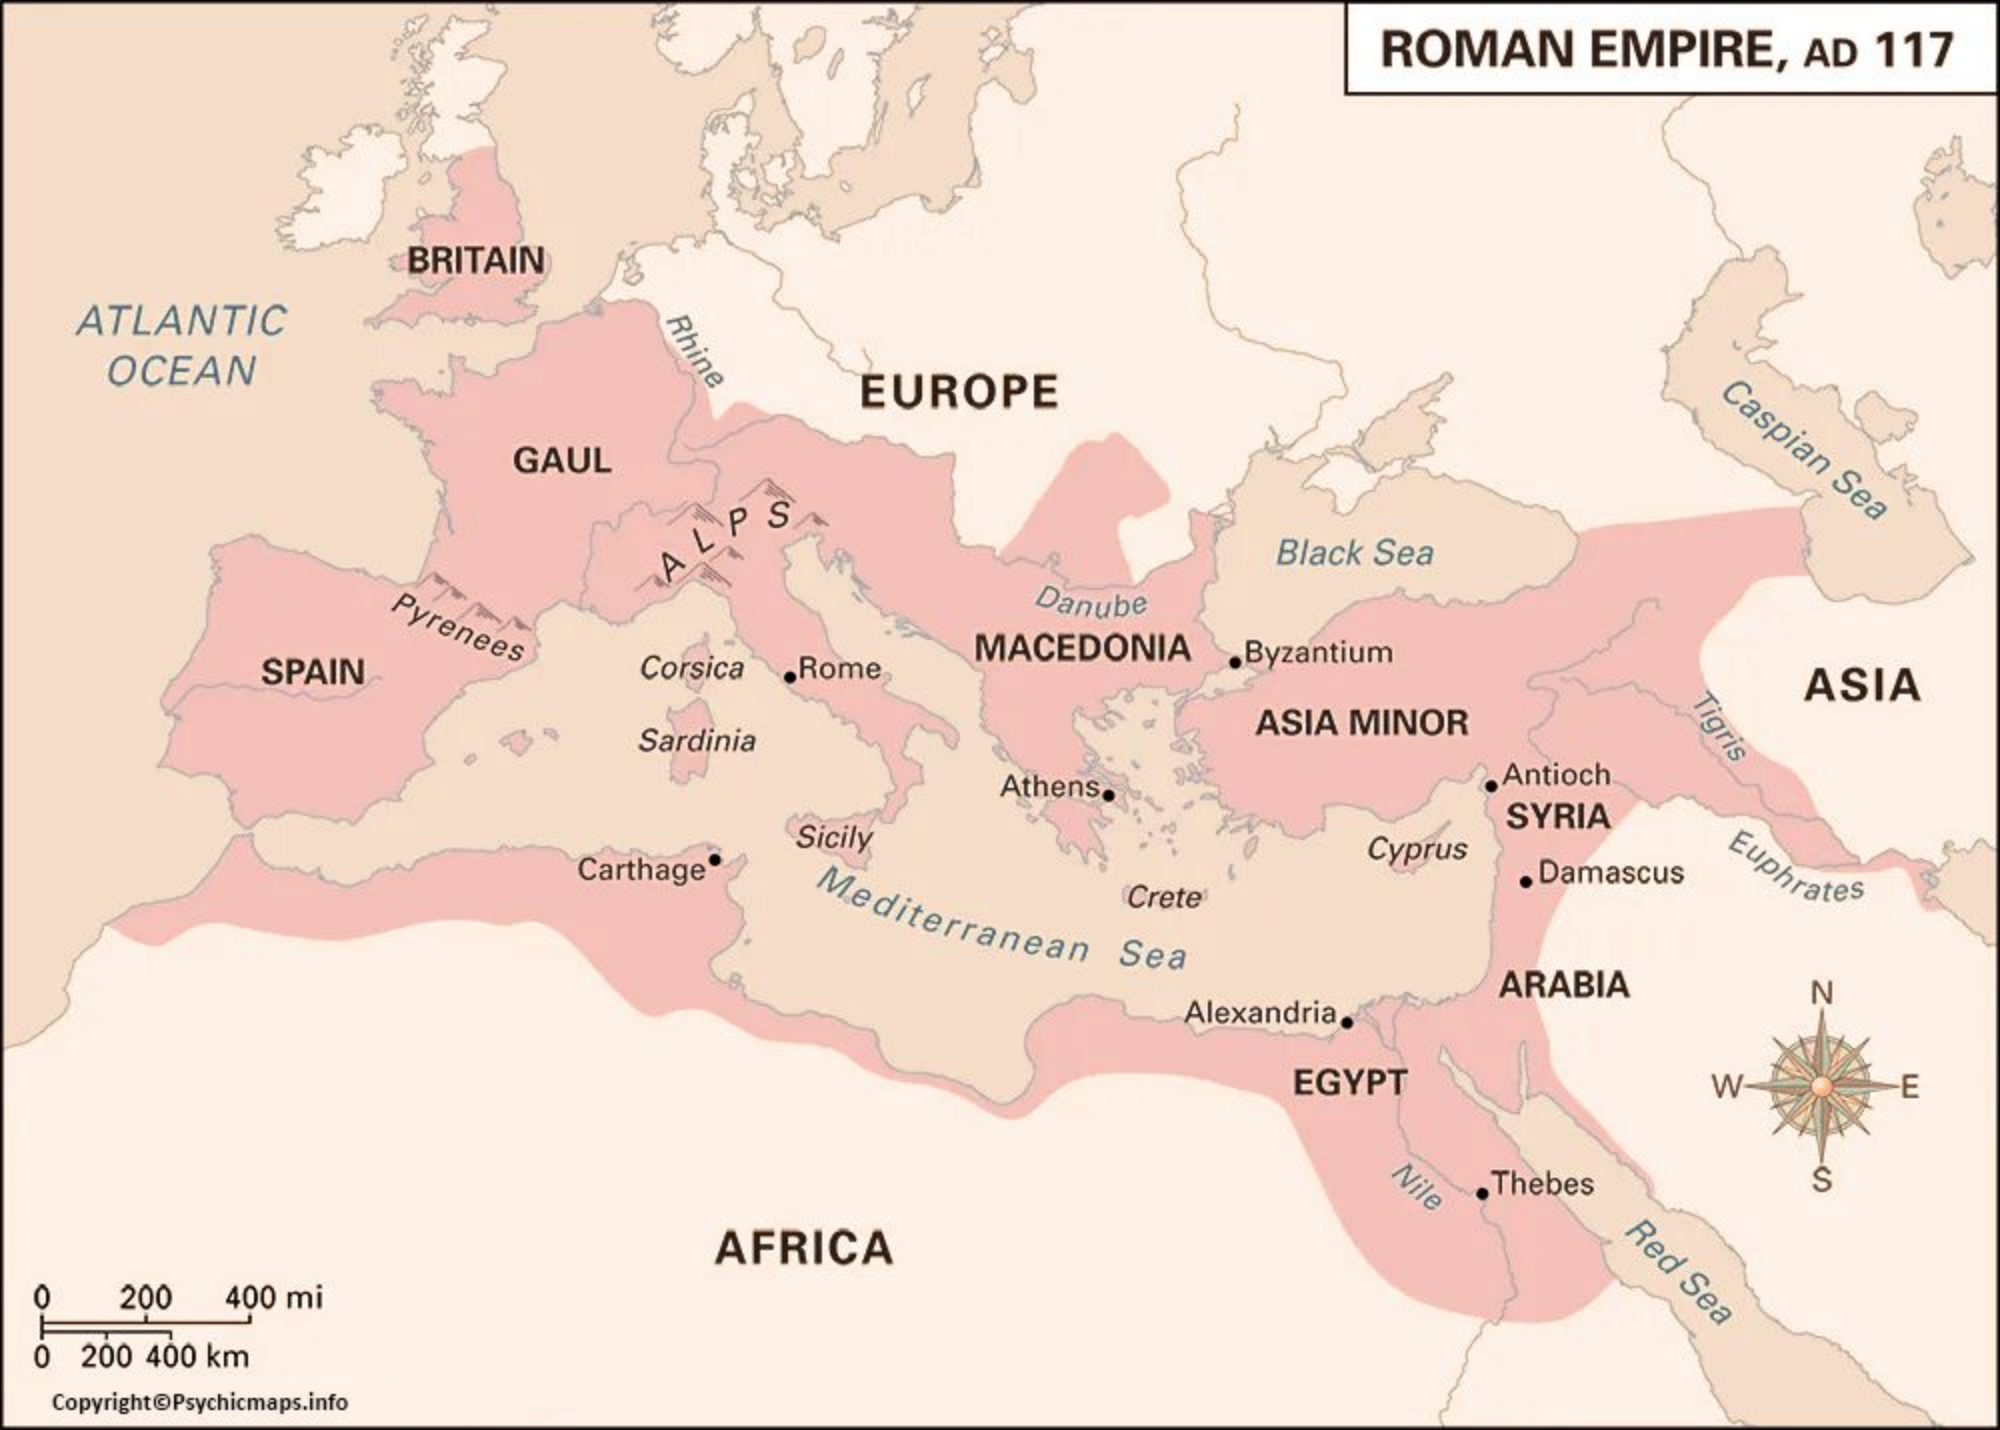 ROMAN EMPIRE, AD 117
BRITAIN
ATLANTIC
OCEAN
Rhine
EUROPE
Caspian Sea
GAUL
ALPS
Black Sea
Pyrenees
Danube
SPAIN
Corsica
Rome
MACEDONIA
Byzantium
ASIA
Sardinia
ASIA MINOR
Tigris
Athens
Antioch
SYRIA
Sicily
Cyprus
Carthage
Damascus
Euphrates
Crete
Mediterranean Sea
ARABIA
Alexandria
N
EGYPT
W
E
S
Nile
Thebes
Red Sea
AFRICA
0 200 400 mi
0 200 400 km
Copyright©Psychicmaps.info